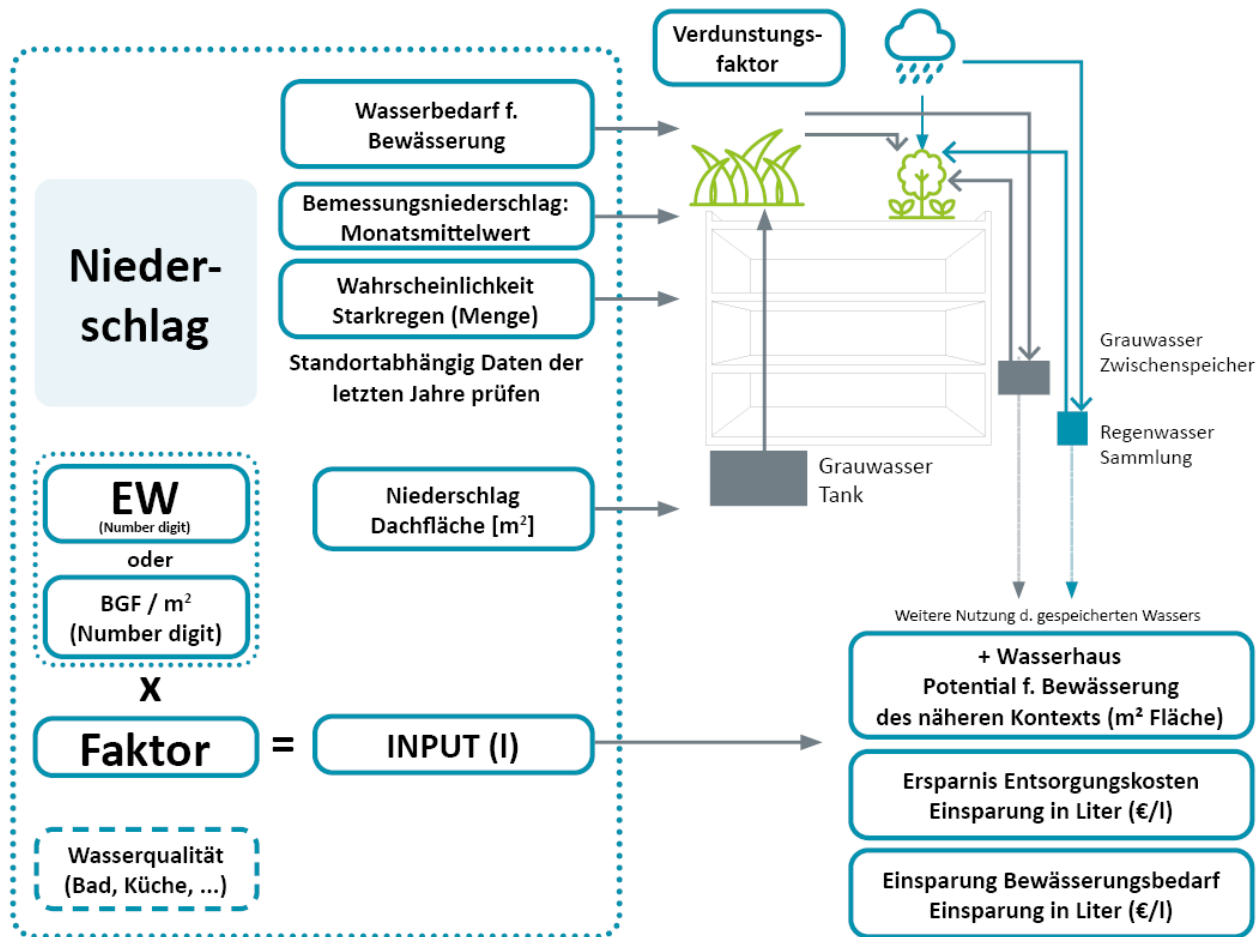 Verdunstungs-
faktor
Wasserbedarf f.
Bewässerung
Bemessungsniederschlag:
Monatsmittelwert
Nieder-
schlag
Wahrscheinlichkeit
Starkregen (Menge)
Standortabhängig Daten der
letzten Jahre prüfen
Grauwasser
Zwischenspeicher
Regenwasser
Sammlung
Grauwasser
Tank
EW
(Number digit)
oder
BGF / m²
(Number digit)
Niederschlag
Dachfläche [m²]
x
Faktor
=
INPUT (l)
Wasserqualität
(Bad, Küche, ...)
Weitere Nutzung d. gespeicherten Wassers
+ Wasserhaus
Potential f. Bewässerung
des näheren Kontexts (m² Fläche)
Ersparnis Entsorgungskosten
Einsparung in Liter (€/l)
Einsparung Bewässerungsbedarf
Einsparung in Liter (€/l)